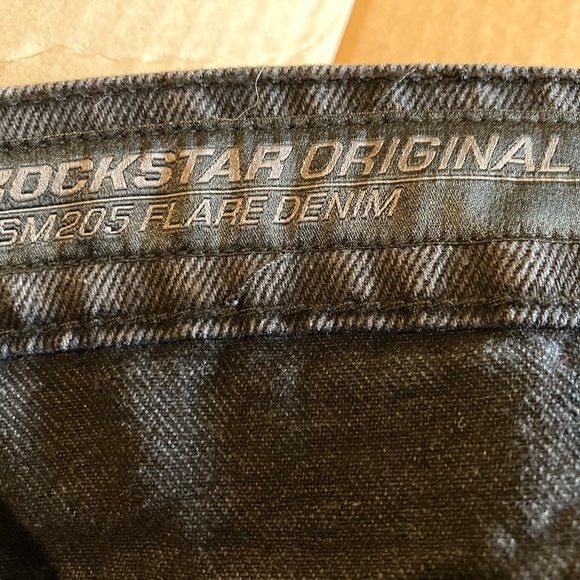 ROCKSTAR ORIGINAL
SM205 FLARE DENIM